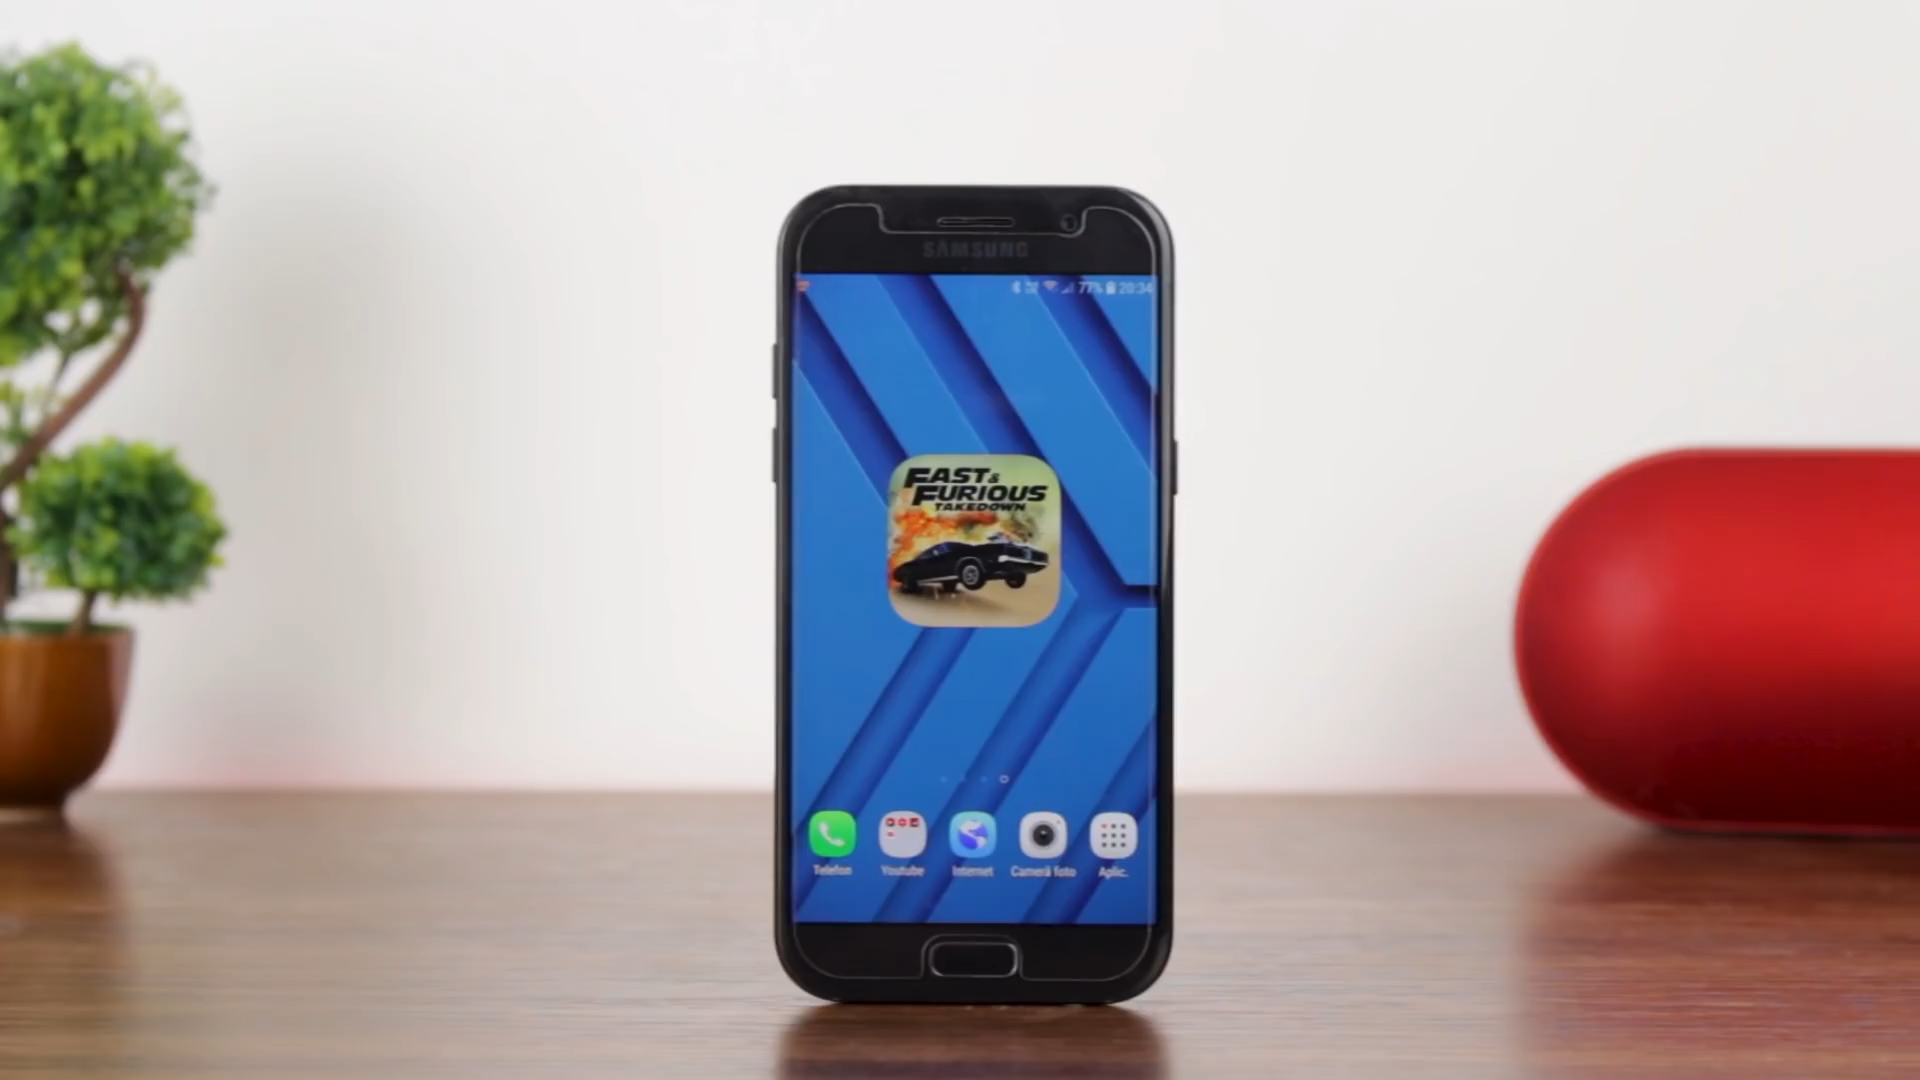 SAMSUNG
77% 20:34
FAST &
FURIOUS
TAKEDOWN
Telefon Youtube Internet Cameră foto Aplic.